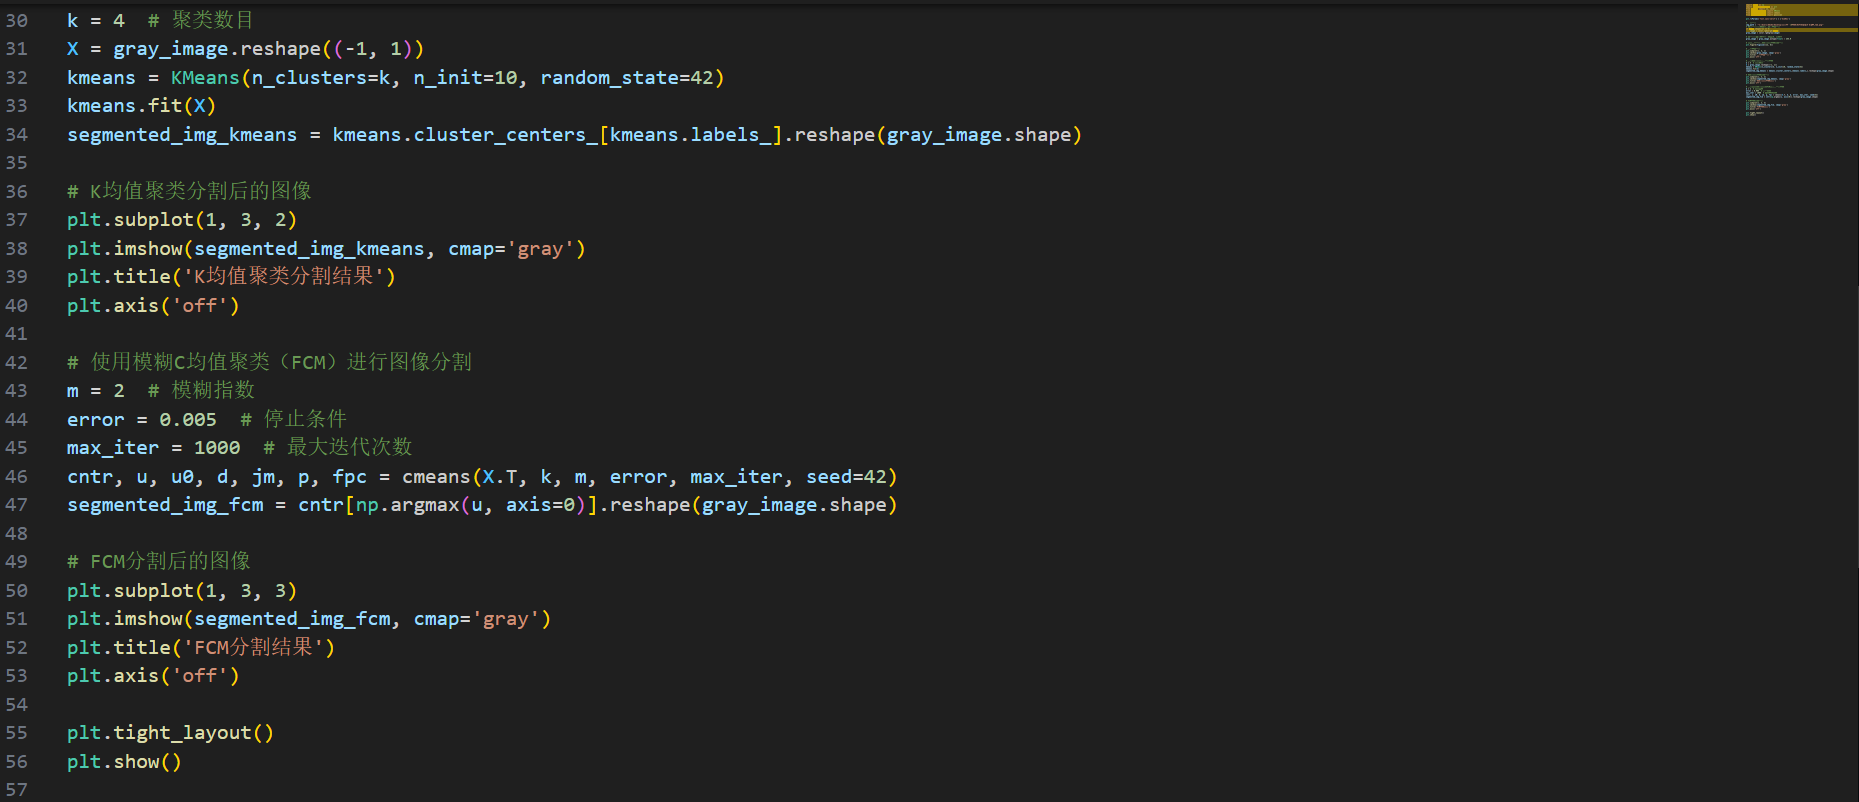 30 k = 4  # 聚类数目
31 X = gray_image.reshape((-1, 1))
32 kmeans = KMeans(n_clusters=k, n_init=10, random_state=42)
33 kmeans.fit(X)
34 segmented_img_kmeans = kmeans.cluster_centers_[kmeans.labels_].reshape(gray_image.shape)
35
36 # K均值聚类分割后的图像
37 plt.subplot(1, 3, 2)
38 plt.imshow(segmented_img_kmeans, cmap='gray')
39 plt.title('K均值聚类分割结果')
40 plt.axis('off')
41
42 # 使用模糊C均值聚类（FCM）进行图像分割
43 m = 2  # 模糊指数
44 error = 0.005  # 停止条件
45 max_iter = 1000  # 最大迭代次数
46 cntr, u, u0, d, jm, p, fpc = cmeans(X.T, k, m, error, max_iter, seed=42)
47 segmented_img_fcm = cntr[np.argmax(u, axis=0)].reshape(gray_image.shape)
48
49 # FCM分割后的图像
50 plt.subplot(1, 3, 3)
51 plt.imshow(segmented_img_fcm, cmap='gray')
52 plt.title('FCM分割结果')
53 plt.axis('off')
54
55 plt.tight_layout()
56 plt.show()
57